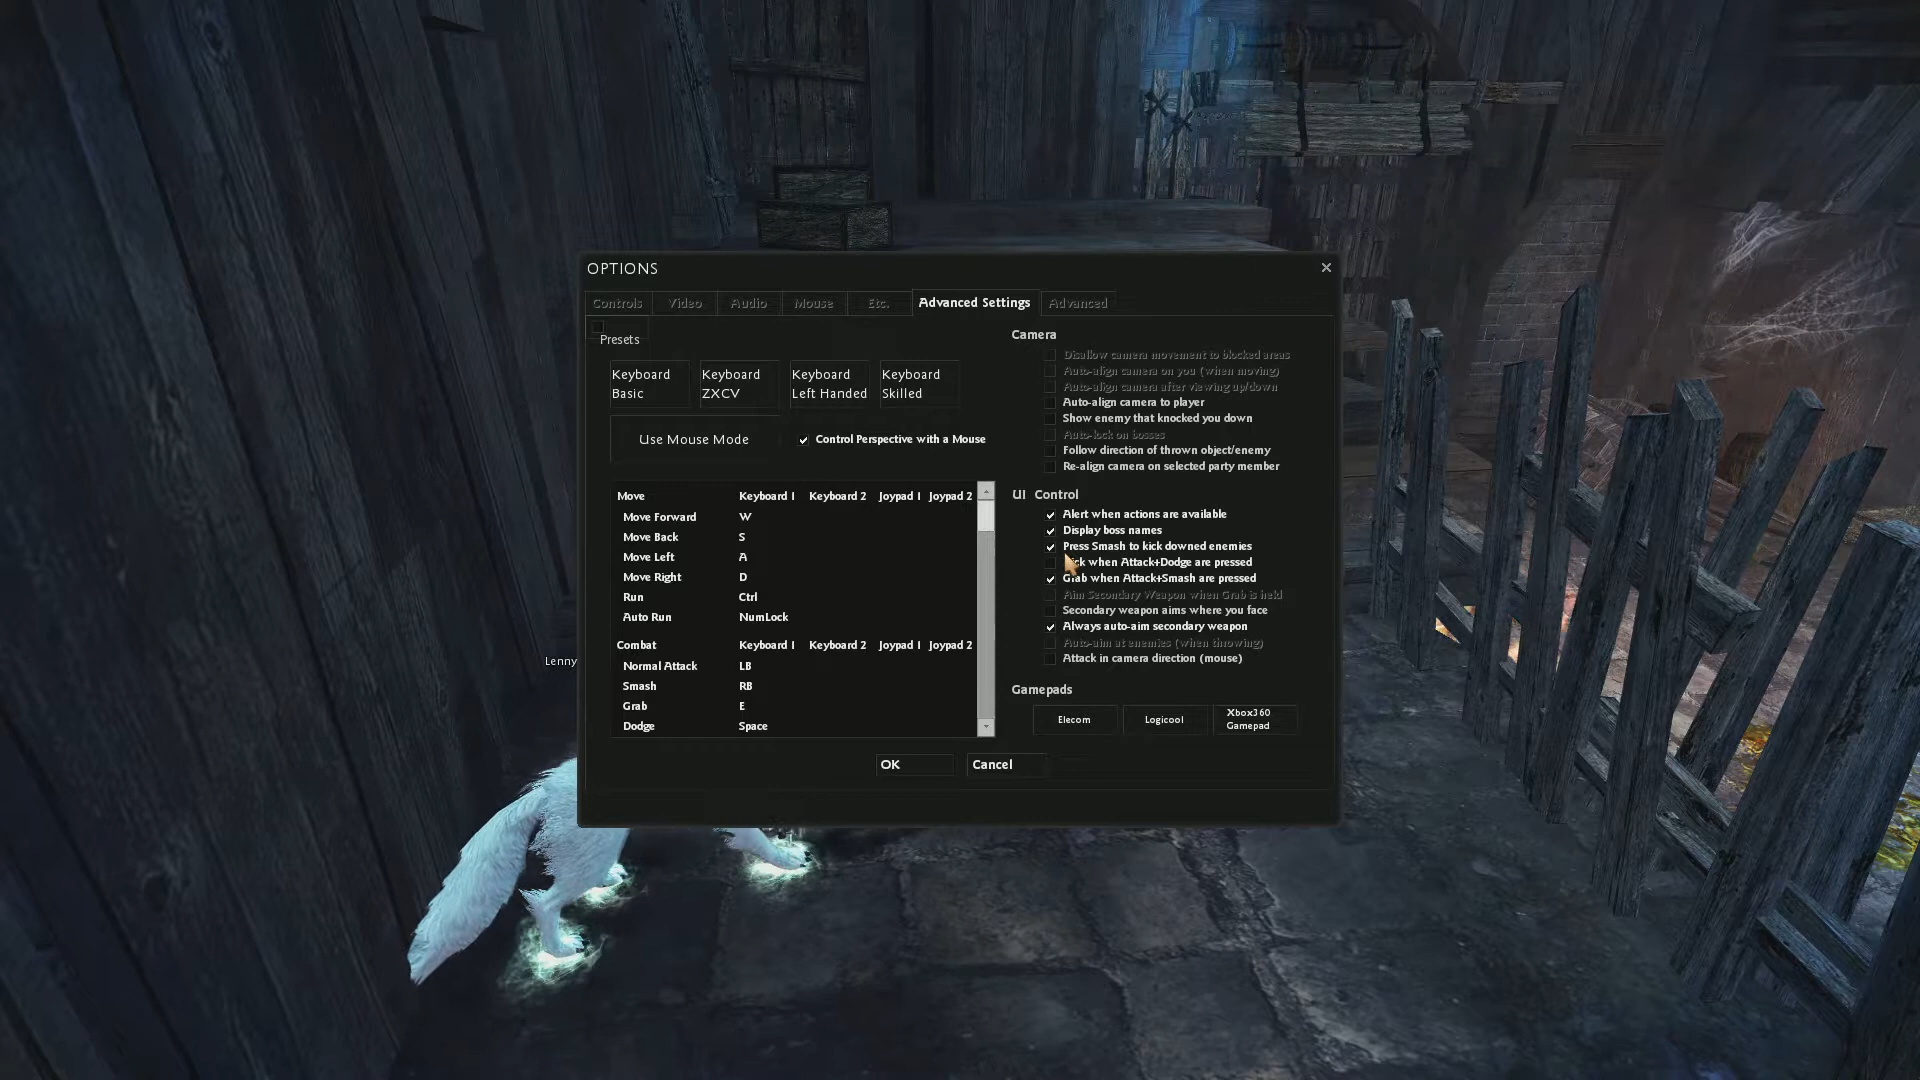 OPTIONS
Controls Video Audio Mouse Etc. Advanced Settings Advanced
Presets
Keyboard Basic
Keyboard ZXCV
Keyboard Left Handed
Keyboard Skilled
Use Mouse Mode
Control Perspective with a Mouse
Move Keyboard 1 Keyboard 2 Joypad 1 Joypad 2
Move Forward W
Move Back S
Move Left A
Move Right D
Run Ctrl
Auto Run NumLock
Combat Keyboard 1 Keyboard 2 Joypad 1 Joypad 2
Normal Attack LB
Smash RB
Grab E
Dodge Space
Camera
Disallow camera movement to blocked areas
Auto-align camera on you (when moving)
Auto-align camera after viewing up/down
Auto-align camera to player
Show enemy that knocked you down
Auto-lock on bosses
Follow direction of thrown object/enemy
Re-align camera on selected party member
UI Control
Alert when actions are available
Display boss names
Press Smash to kick downed enemies
when Attack+Dodge are pressed
Grab when Attack+Smash are pressed
Aim Secondary Weapon when Grab is held
Secondary weapon aims where you face
Always auto-aim secondary weapon
Auto-aim at enemies (when throwing)
Attack in camera direction (mouse)
Gamepads
Elecom
Logicool
Xbox360
Gamepad
OK Cancel
Lenny